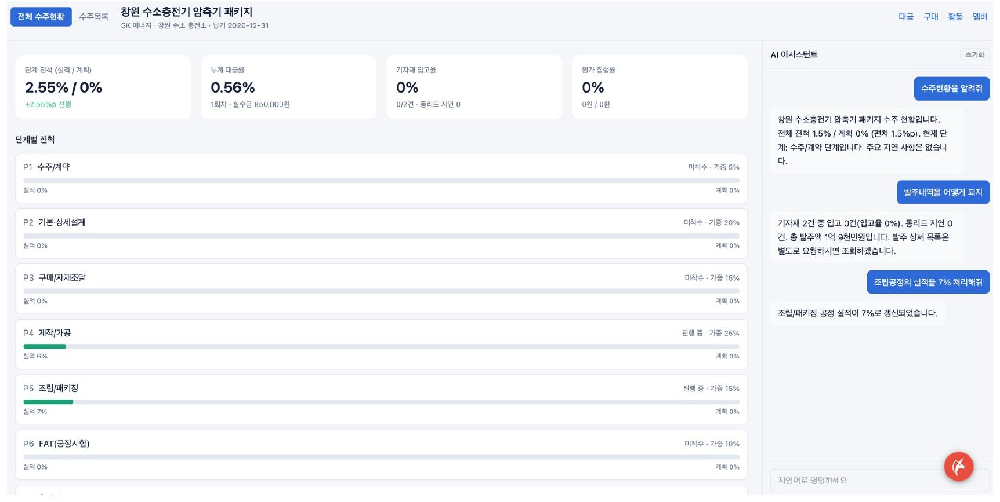 전체 수주현황
수주목록
창원 수소충전기 압축기 패키지
SK 에너지 · 창원 수소 충전소 · 납기 2026-12-31
대금
구매
활동
멤버
단계 진척 (실적 / 계획)
2.55% / 0%
+2.55%p 선행
누계 대금률
0.56%
1회차 · 실수금 850,000원
기자재 입고율
0%
0/2건 · 롱리드 지연 0
원가 집행률
0%
0원 / 0원
단계별 진척
P1 수주/계약
미착수 · 가중 5%
실적 0%
계획 0%
P2 기본·상세설계
미착수 · 가중 20%
실적 0%
계획 0%
P3 구매/자재조달
미착수 · 가중 15%
실적 0%
계획 0%
P4 제작/가공
진행 중 · 가중 25%
실적 6%
계획 0%
P5 조립/패키징
진행 중 · 가중 15%
실적 7%
계획 0%
P6 FAT(공장시험)
미착수 · 가중 10%
실적 0%
계획 0%
AI 어시스턴트
초기화
수주현황을 알려줘
창원 수소충전기 압축기 패키지 수주 현황입니다.
전체 진척 1.5% / 계획 0% (편차 1.5%p). 현재 단
계: 수주/계약 단계입니다. 주요 지연 사항은 없습니
다.
발주내역을 어떻게 되지
기자재 2건 중 입고 0건(입고율 0%). 롱리드 지연 0
건. 총 발주액 1억 9천만원입니다. 발주 상세 목록은
별도로 요청하시면 조회하겠습니다.
조립공정의 실적을 7% 처리해줘
조립/패키징 공정 실적이 7%로 갱신되었습니다.
자연어로 명령하세요